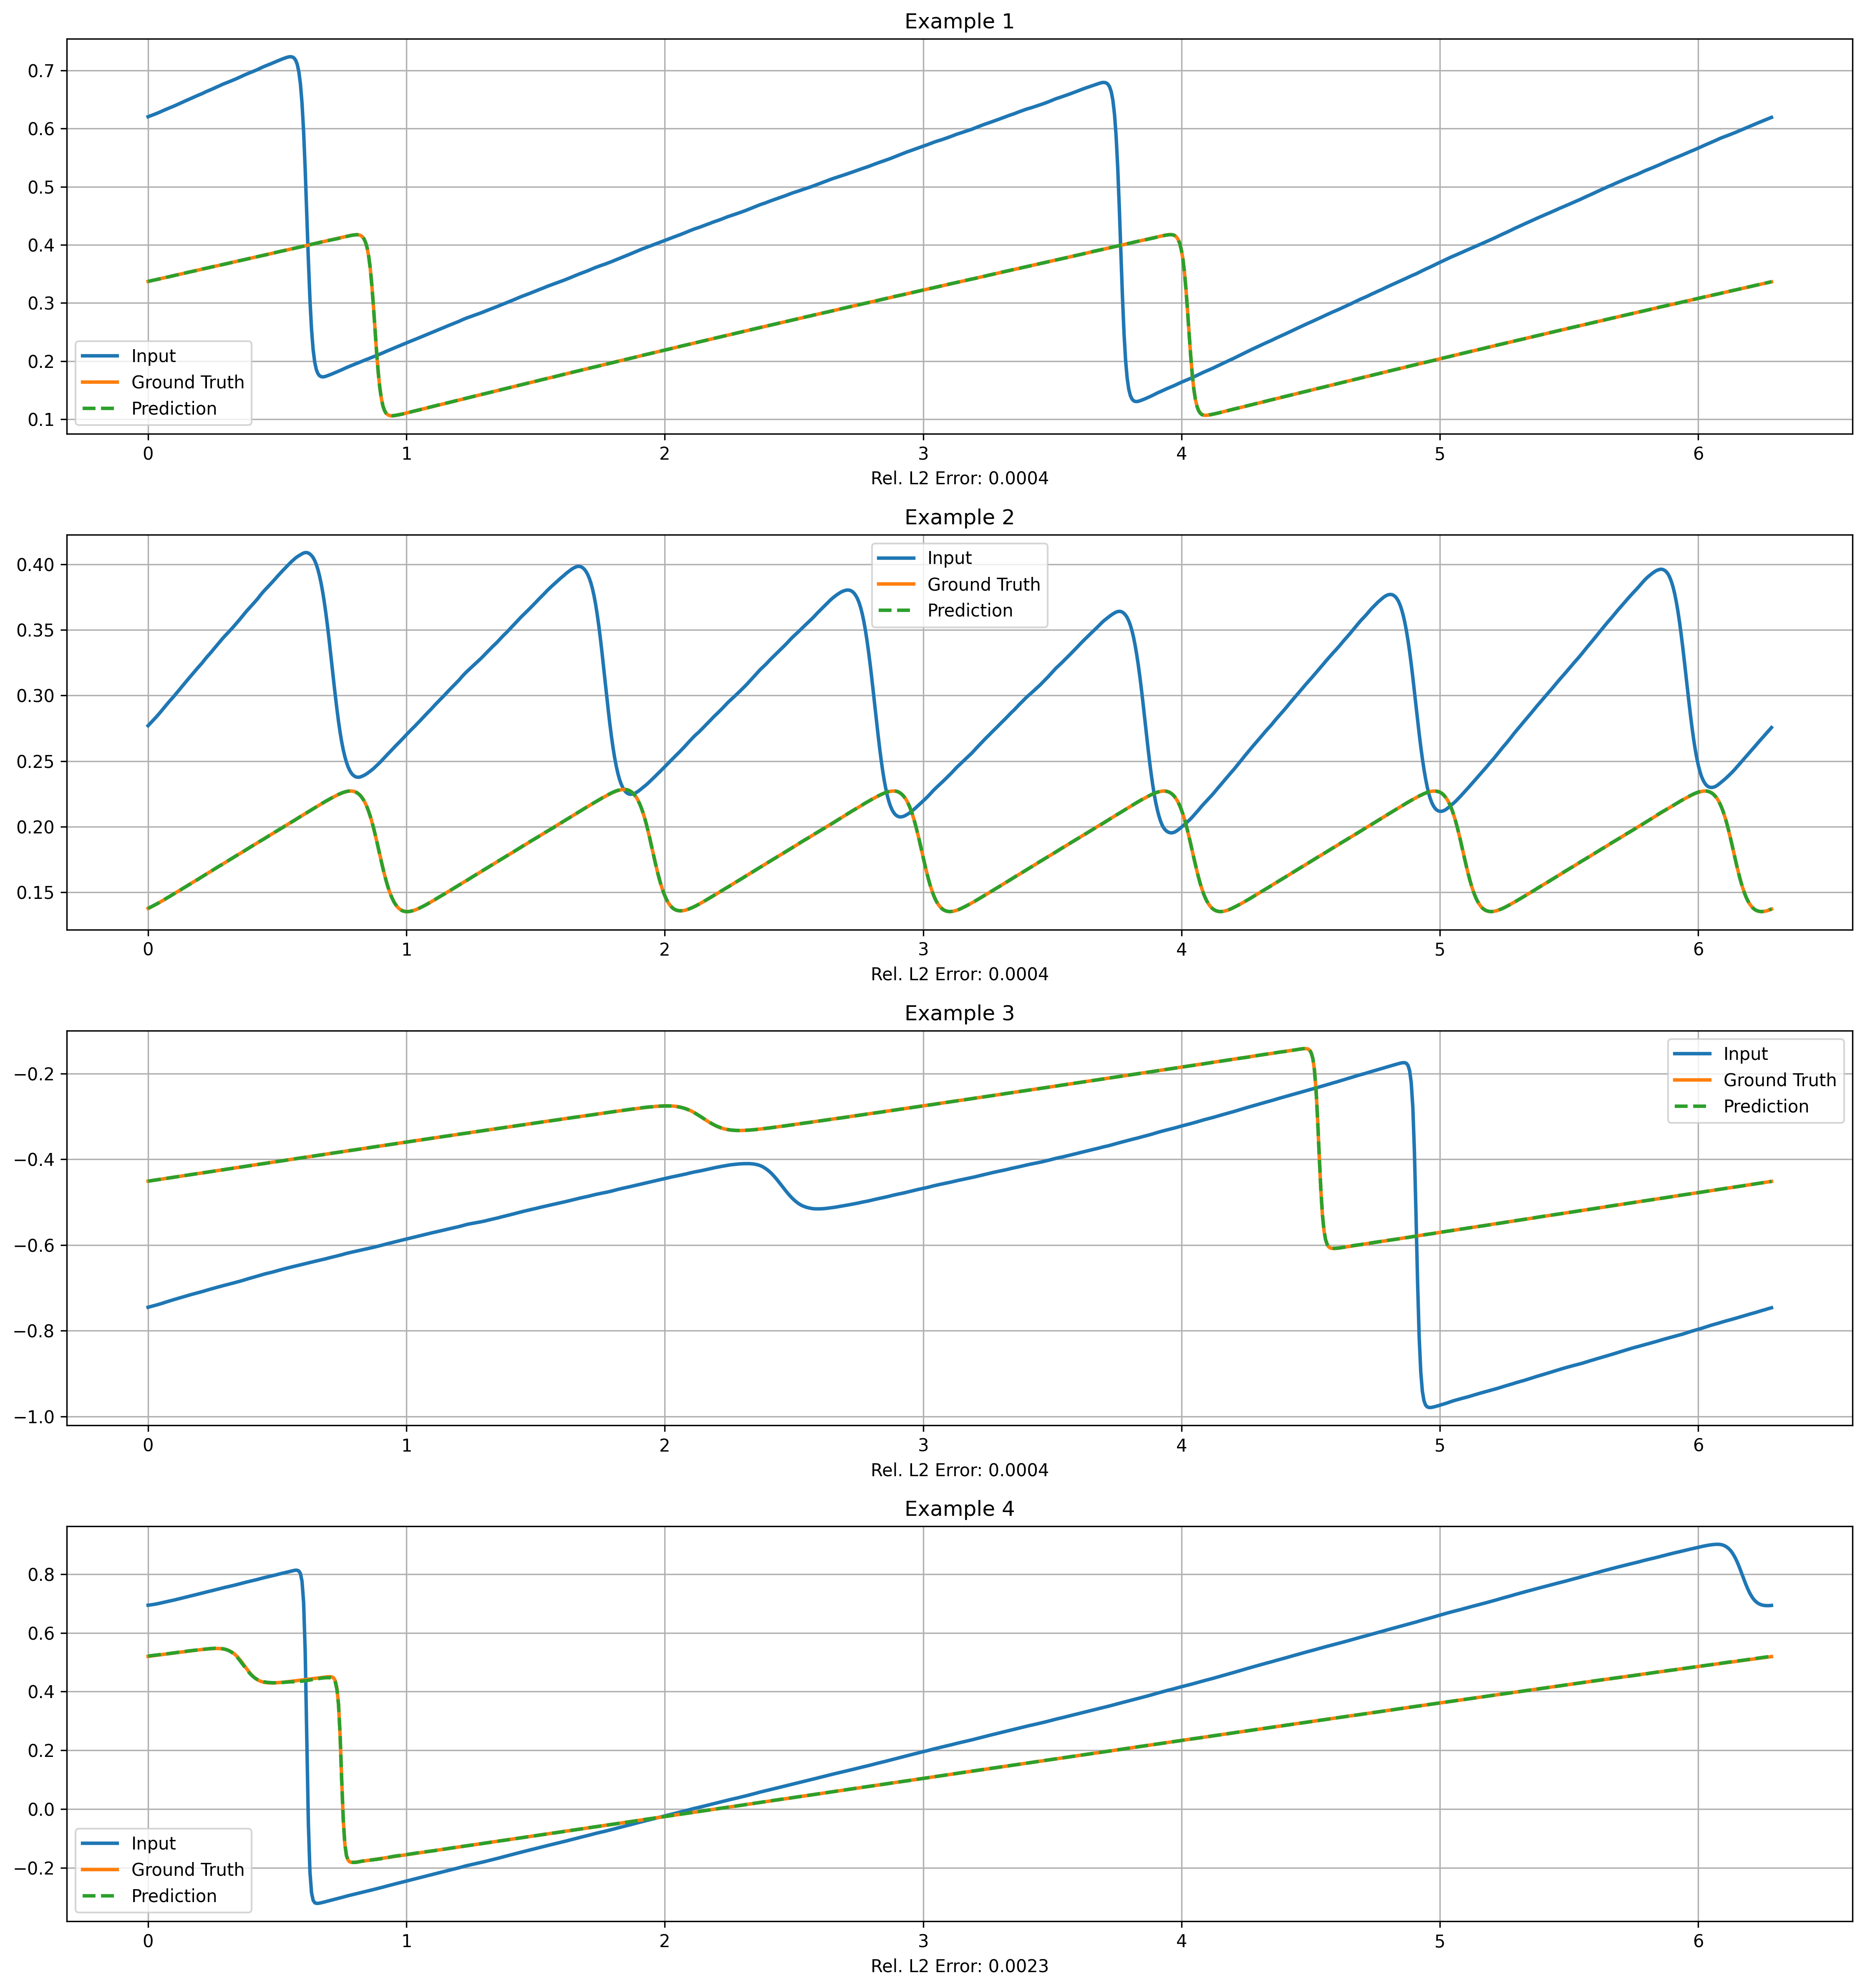 Example 1
0.7
0.6
0.5
0.4
0.3
0.2
0.1
Input
Ground Truth
Prediction
0 1 2 3 4 5 6
Rel. L2 Error: 0.0004
Example 2
0.40
0.35
0.30
0.25
0.20
0.15
Input
Ground Truth
Prediction
0 1 2 3 4 5 6
Rel. L2 Error: 0.0004
Example 3
−0.2
−0.4
−0.6
−0.8
−1.0
Input
Ground Truth
Prediction
0 1 2 3 4 5 6
Rel. L2 Error: 0.0004
Example 4
0.8
0.6
0.4
0.2
0.0
−0.2
Input
Ground Truth
Prediction
0 1 2 3 4 5 6
Rel. L2 Error: 0.0023